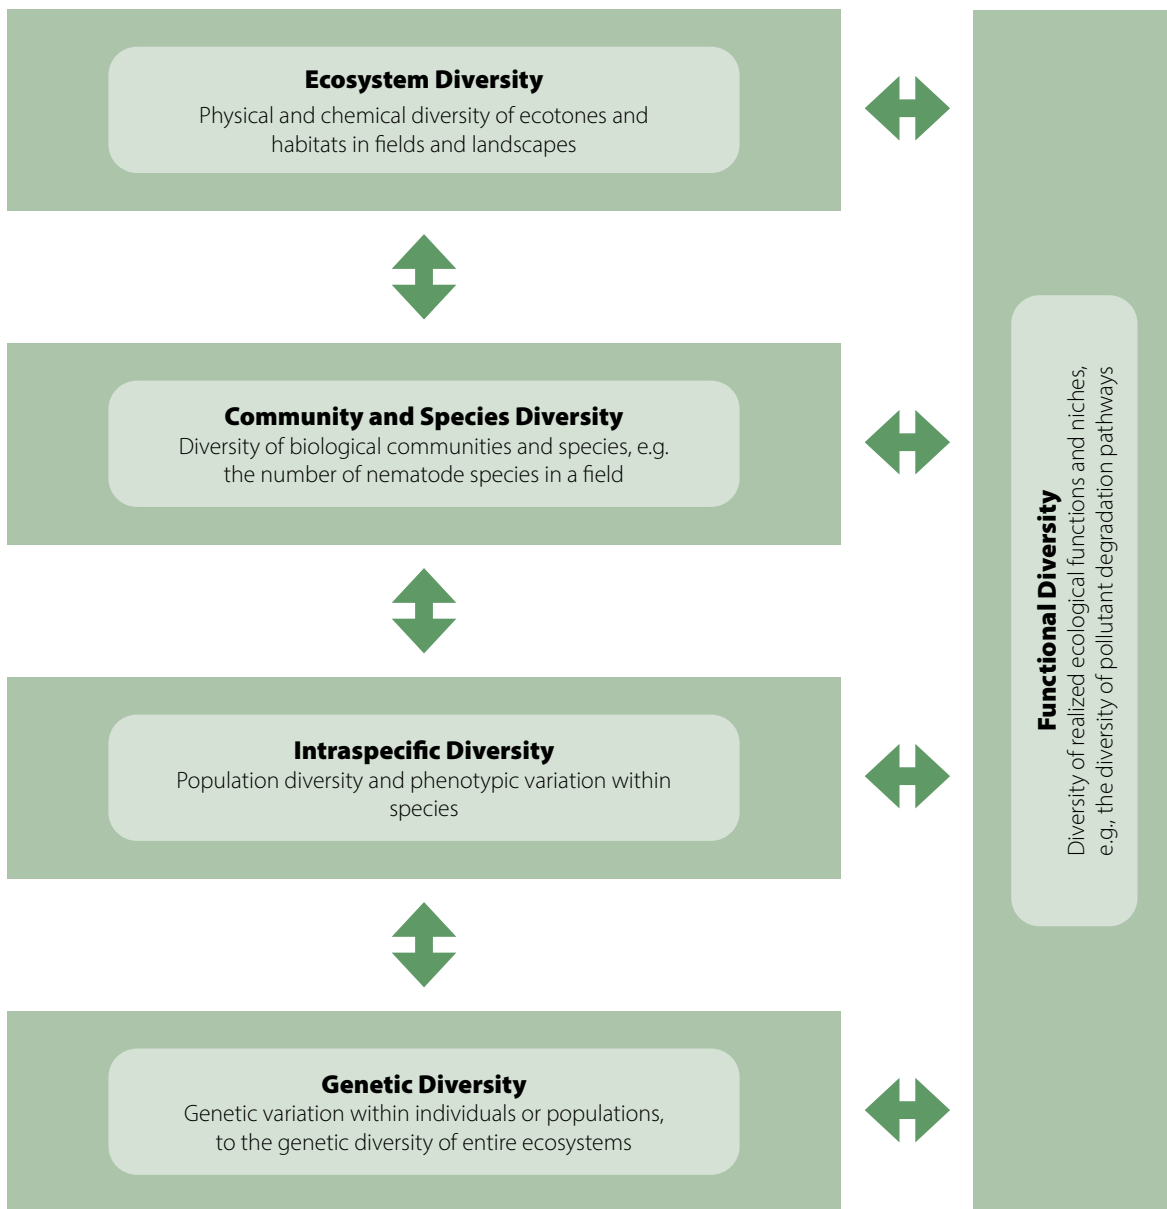 Ecosystem Diversity
Physical and chemical diversity of ecotones and
habitats in fields and landscapes
Community and Species Diversity
Diversity of biological communities and species, e.g.
the number of nematode species in a field
Intraspecific Diversity
Population diversity and phenotypic variation within
species
Genetic Diversity
Genetic variation within individuals or populations,
to the genetic diversity of entire ecosystems
Functional Diversity
Diversity of realized ecological functions and niches,
e.g., the diversity of pollutant degradation pathways